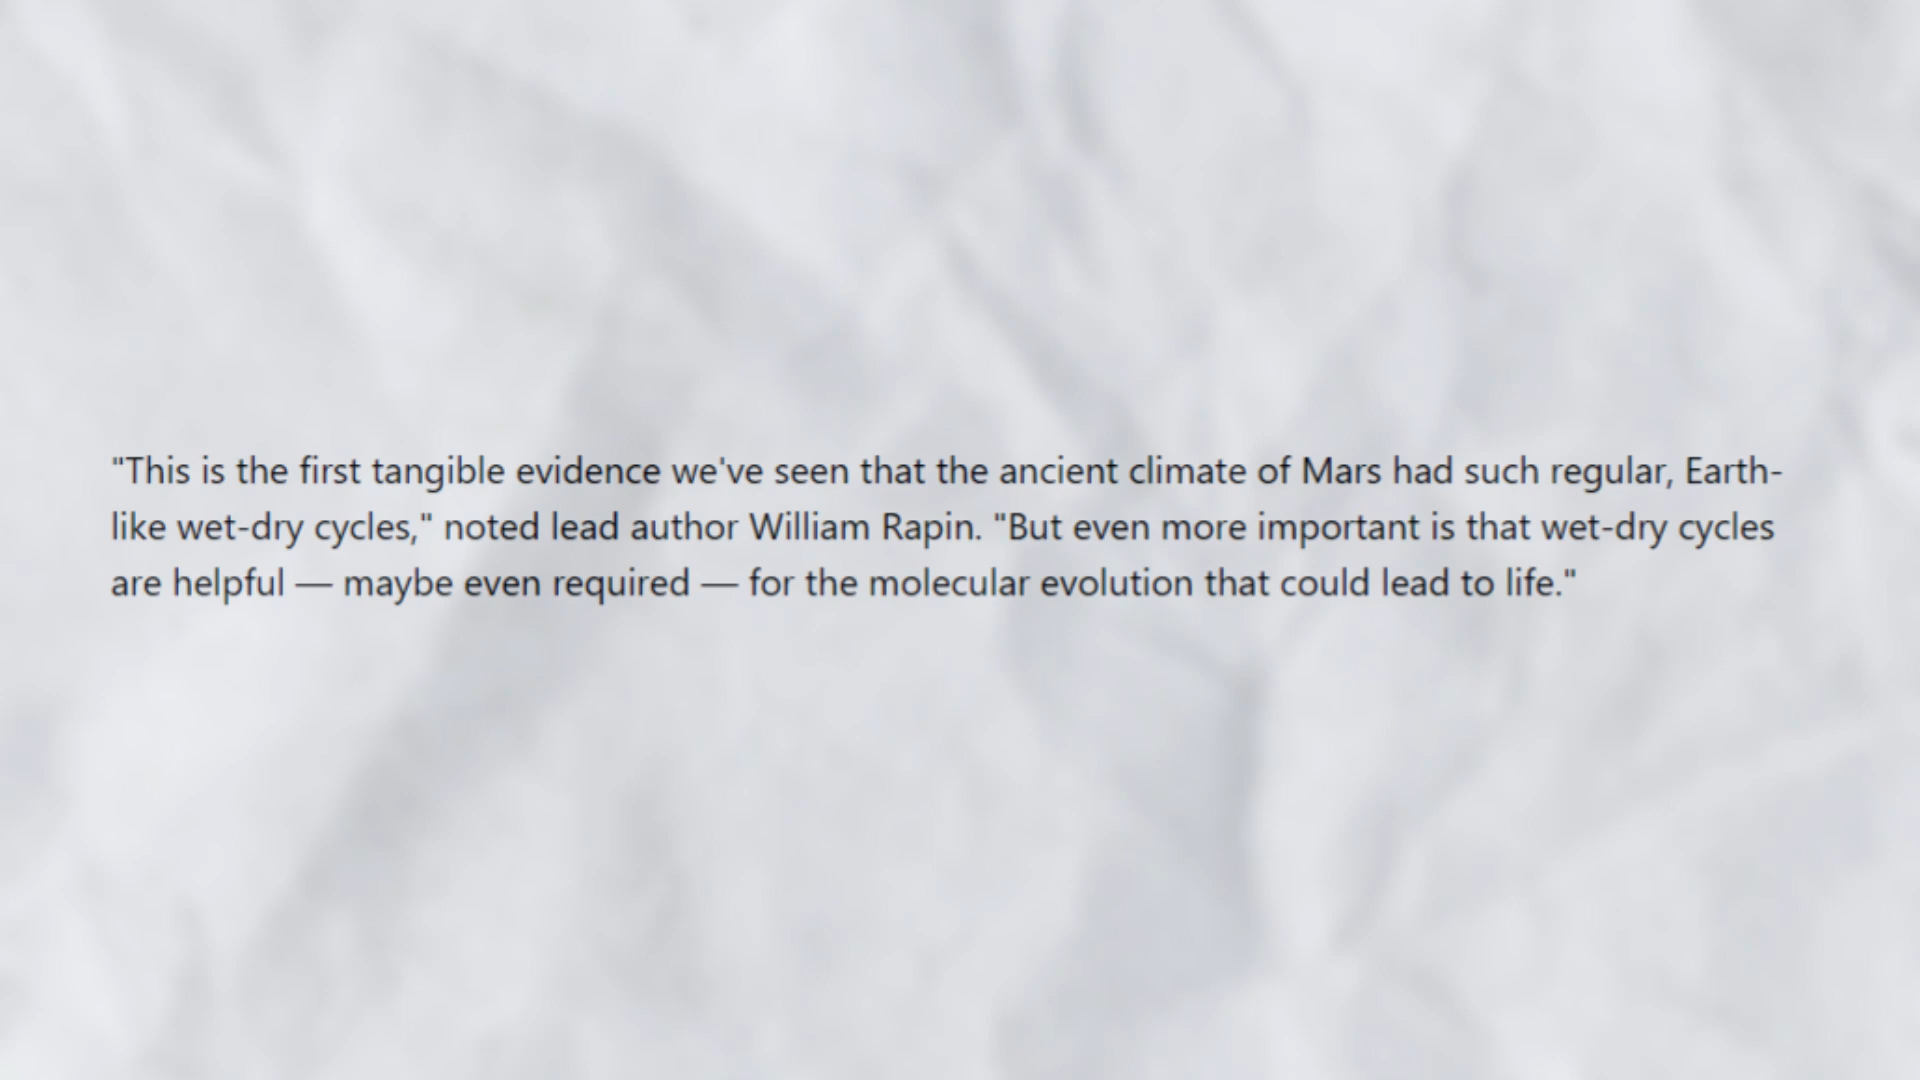 "This is the first tangible evidence we've seen that the ancient climate of Mars had such regular, Earth-
like wet-dry cycles," noted lead author William Rapin. "But even more important is that wet-dry cycles
are helpful — maybe even required — for the molecular evolution that could lead to life."